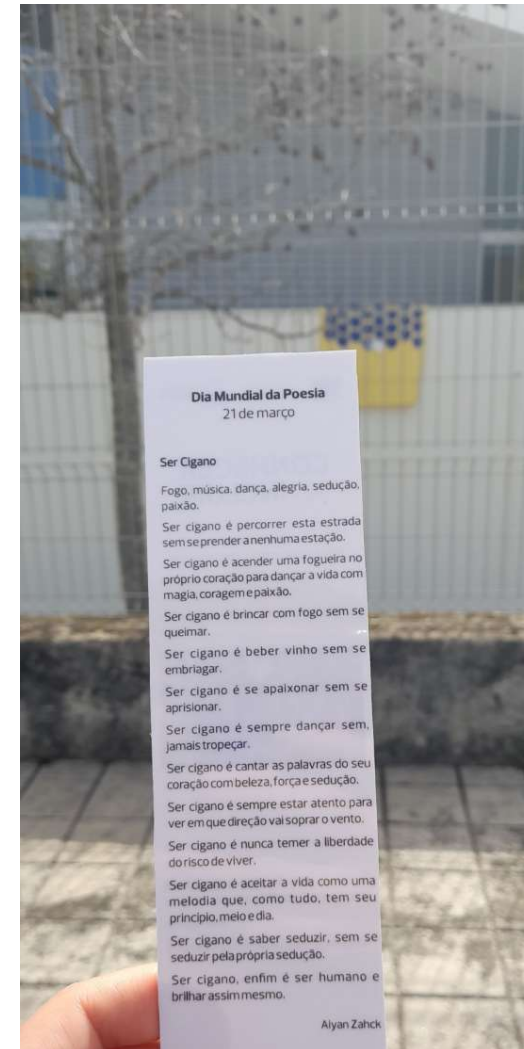 Dia Mundial da Poesia
21 de março
Ser Cigano
Fogo, música, dança, alegria, sedução,
paixão.
Ser cigano é percorrer esta estrada
sem se prender a nenhuma estação.
Ser cigano é acender uma fogueira no
próprio coração para dançar a vida com
magia, coragem e paixão.
Ser cigano é brincar com fogo sem se
queimar.
Ser cigano é beber vinho sem se
embriagar.
Ser cigano é se apaixonar sem se
aprisionar.
Ser cigano é sempre dançar sem,
jamais tropeçar.
Ser cigano é cantar as palavras do seu
coração com beleza, força e sedução.
Ser cigano é sempre estar atento para
ver em que direção vai soprar o vento.
Ser cigano é nunca temer a liberdade
do risco de viver.
Ser cigano é aceitar a vida como uma
melodia que, como tudo, tem seu
princípio, meio e dia.
Ser cigano é saber seduzir, sem se
seduzir pela própria sedução.
Ser cigano, enfim é ser humano e
brilhar assim mesmo.
Alyan Zahck